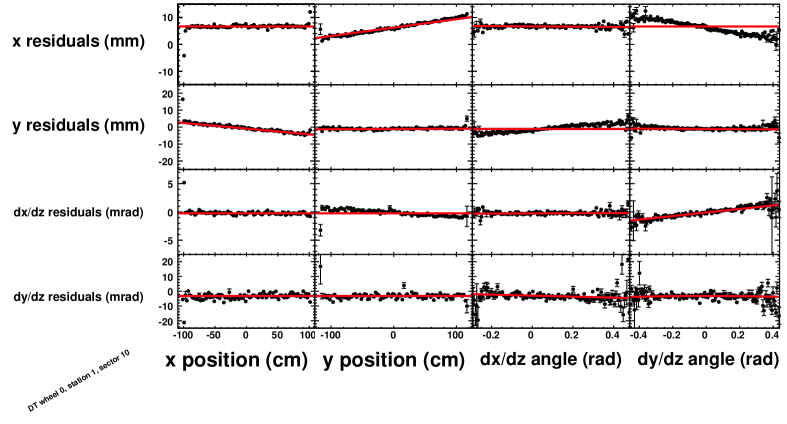 x residuals (mm)
10
0
-10
y residuals (mm)
20
10
0
-10
-20
dx/dz residuals (mrad)
5
0
-5
dy/dz residuals (mrad)
20
10
0
-10
-20
-100 -50 0 50 100 -100 0 100 -0.2 0 0.2 0.4 -0.4 -0.2 0 0.2 0.4
x position (cm) y position (cm) dx/dz angle (rad) dy/dz angle (rad)
DT wheel 0, station 1, sector 10